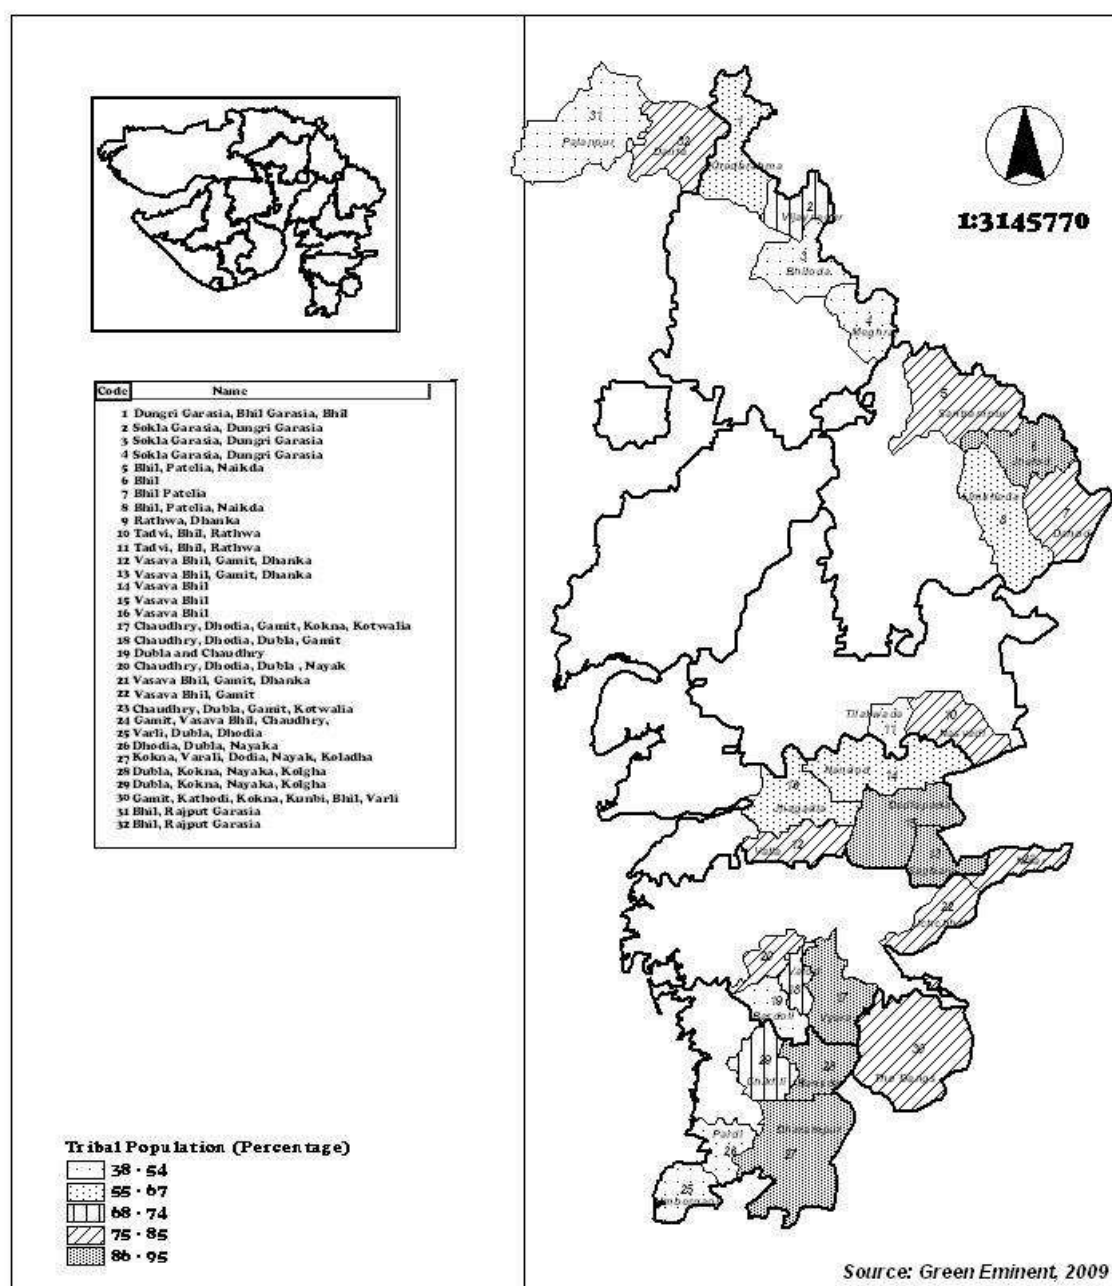 1:3145770
Code Name
1 Dungri Garasia, Bhil Garasia, Bhil
2 Sokla Garasia, Dungri Garasia
3 Sokla Garasia, Dungri Garasia
4 Sokla Garasia, Dungri Garasia
5 Bhil, Patelia, Naikda
6 Bhil
7 Bhil Patelia
8 Bhil, Patelia, Naikda
9 Rathwa, Dhanka
10 Tadvi, Bhil, Rathwa
11 Tadvi, Bhil, Rathwa
12 Vasava Bhil, Gamit, Dhanka
13 Vasava Bhil, Gamit, Dhanka
14 Vasava Bhil
15 Vasava Bhil
16 Vasava Bhil
17 Chaudhry, Dhodia, Gamit, Kokna, Kotwalia
18 Chaudhry, Dhodia, Dubla, Gamit
19 Dubla and Chaudhry
20 Chaudhry, Dhodia, Dubla , Nayak
21 Vasava Bhil, Gamit, Dhanka
22 Vasava Bhil, Gamit
23 Chaudhry, Dubla, Gamit, Kotwalia
24 Gamit, Vasava Bhil, Chaudhry,
25 Varli, Dubla, Dhodia
26 Dhodia, Dubla, Nayaka
27 Kokna, Varali, Dodia, Nayak, Koladha
28 Dubla, Kokna, Nayaka, Kolgha
29 Dubla, Kokna, Nayaka, Kolgha
30 Gamit, Kathodi, Kokna, Kunbi, Bhil, Varli
31 Bhil, Rajput Garasia
32 Bhil, Rajput Garasia
Tribal Population (Percentage)
38 - 54
55 - 67
68 - 74
75 - 85
86 - 95
31
Palanpur
32
Danta
1
2
3
Bhiloda
4
Meghraj
5
8
7
Tilakwada
11
10
Nasvadi
14
12
22
20
19
Bardoli
17
30
The Dangs
29
Chikhli
28
Pardi
26
27
25
Source: Green Eminent, 2009